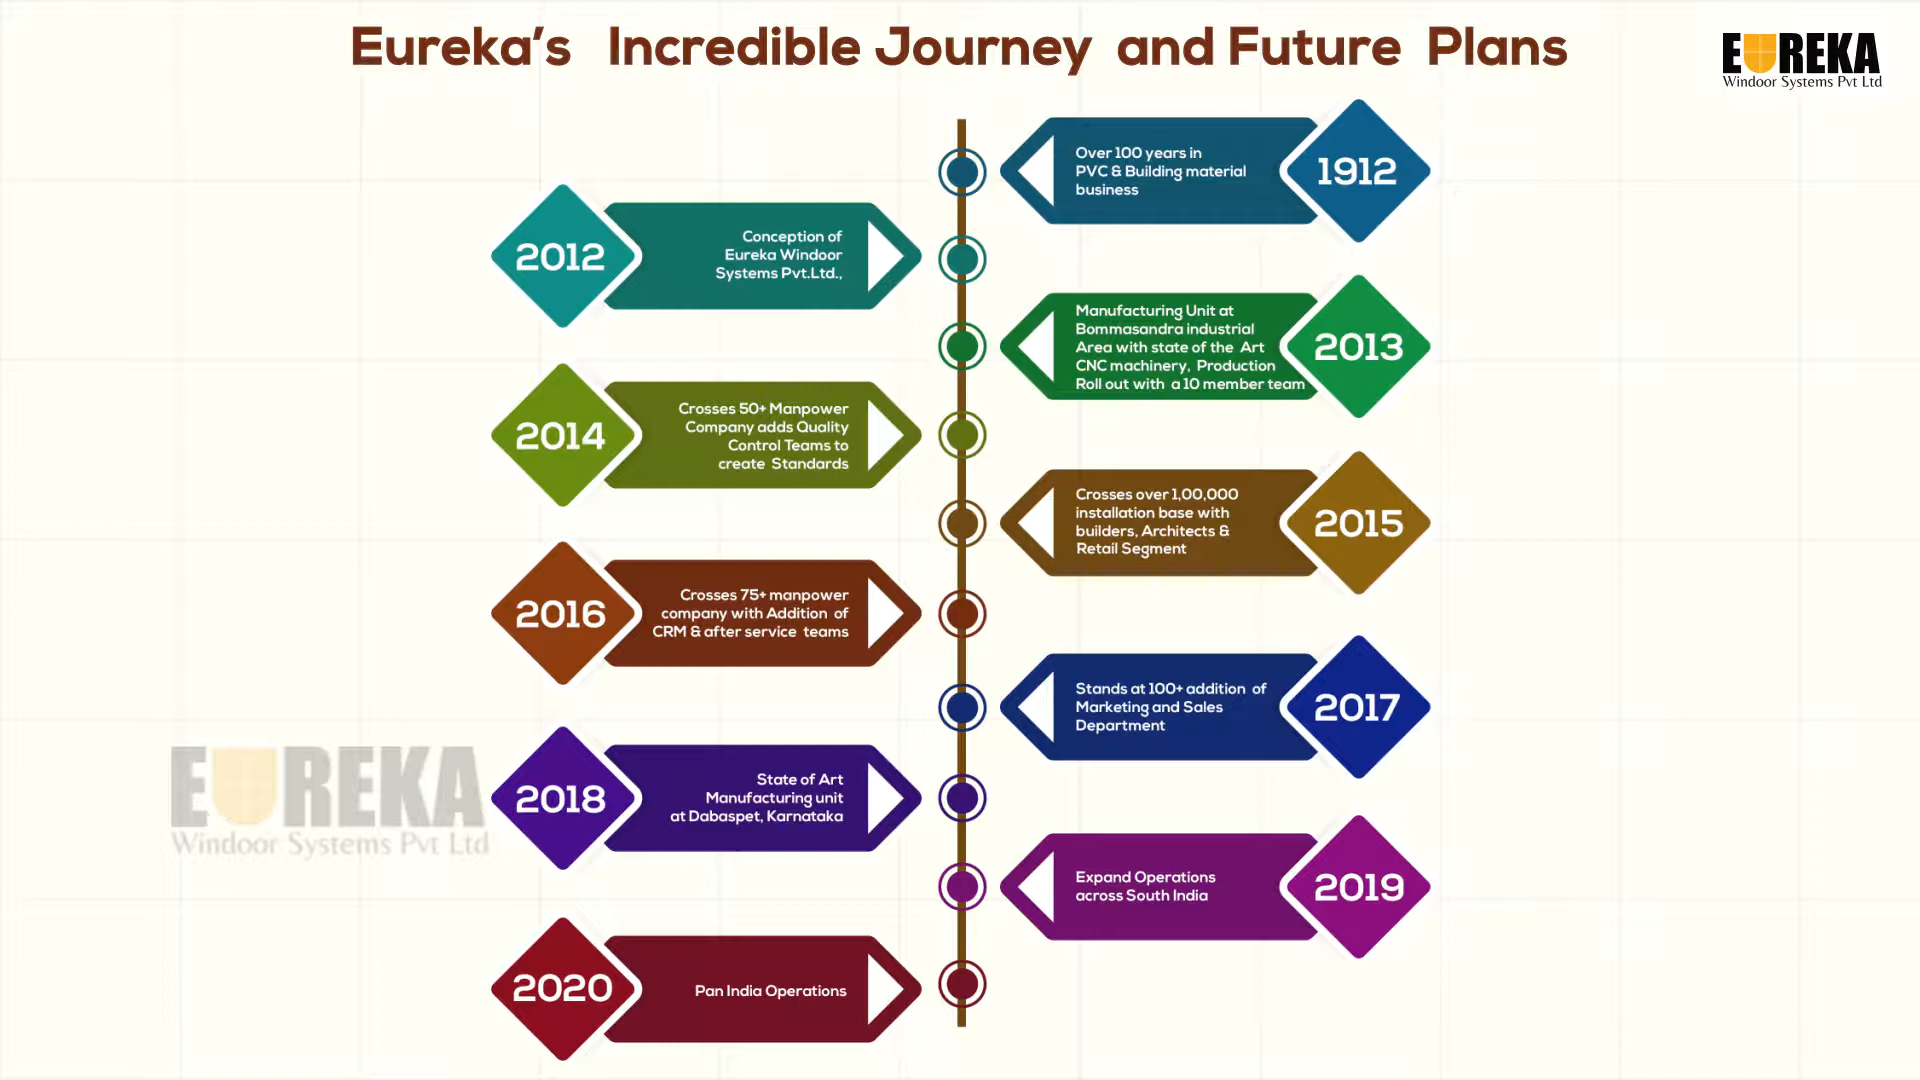 Eureka's Incredible Journey and Future Plans
EUREKA
Windoor Systems Pvt Ltd
Over 100 years in
PVC & Building material
business
1912
2012
Conception of
Eureka Windoor
Systems Pvt.Ltd.,
Manufacturing Unit at
Bommasandra industrial
Area with state of the Art
CNC machinery, Production
Roll out with a 10 member team
2013
2014
Crosses 50+ Manpower
Company adds Quality
Control Teams to
create Standards
Crosses over 1,00,000
installation base with
builders, Architects &
Retail Segment
2015
2016
Crosses 75+ manpower
company with Addition of
CRM & after service teams
Stands at 100+ addition of
Marketing and Sales
Department
2017
EUREKA
Windoor Systems Pvt Ltd
2018
State of Art
Manufacturing unit
at Dabaspet, Karnataka
Expand Operations
across South India
2019
2020
Pan India Operations